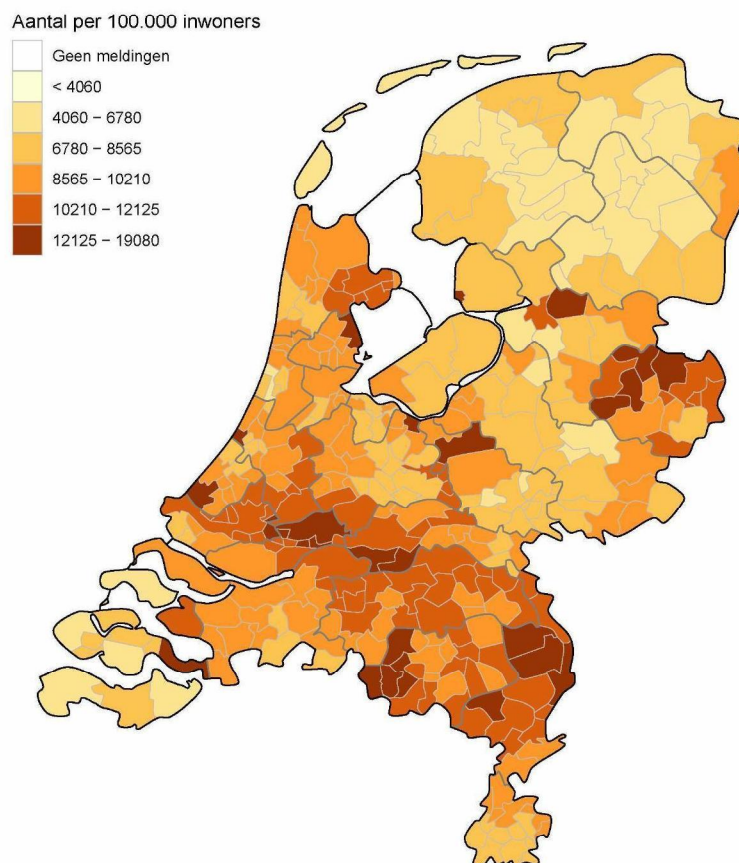 Aantal per 100.000 inwoners
Geen meldingen
< 4060
4060 – 6780
6780 – 8565
8565 – 10210
10210 – 12125
12125 – 19080